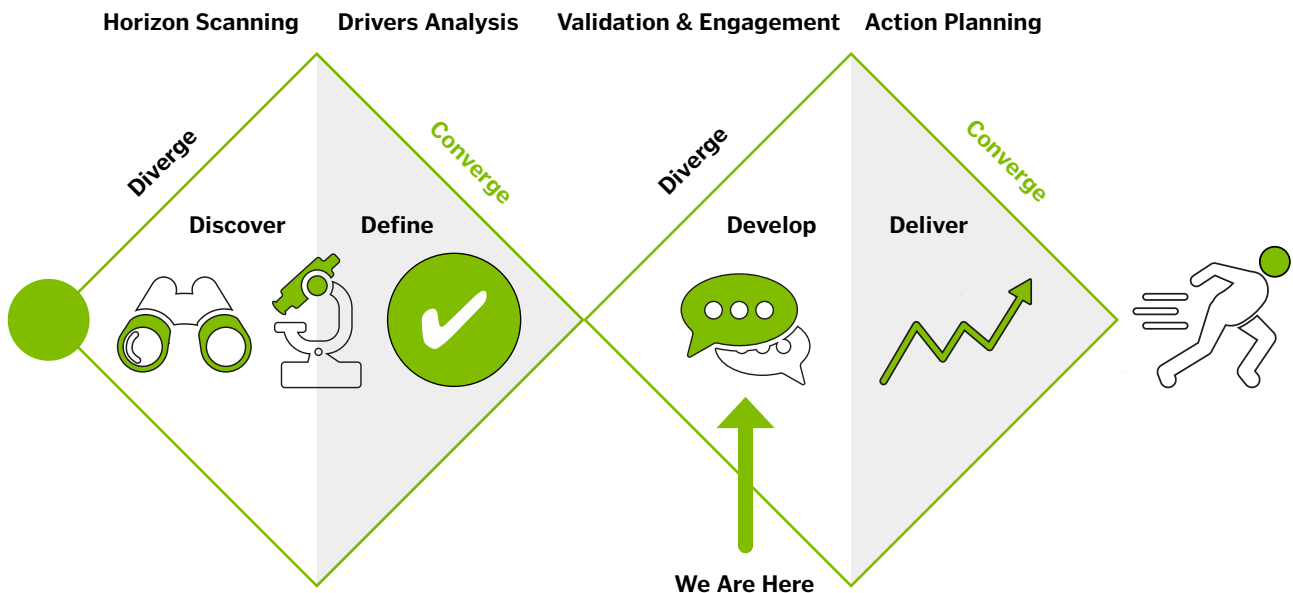 Horizon Scanning
Drivers Analysis
Validation & Engagement
Action Planning
Diverge
Converge
Diverge
Converge
Discover
Define
Develop
Deliver
We Are Here